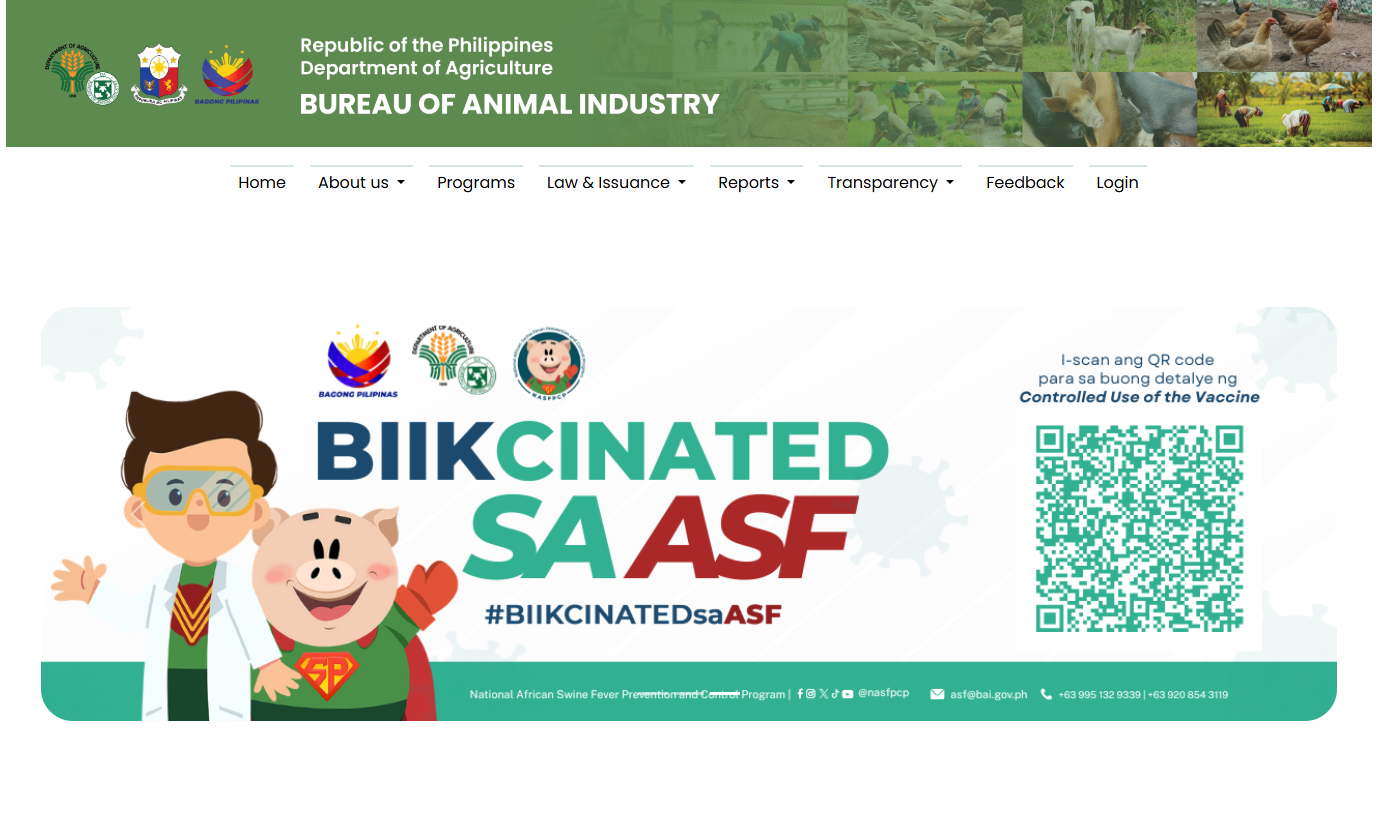 Republic of the Philippines
Department of Agriculture
BUREAU OF ANIMAL INDUSTRY
BAGONG PILIPINAS
Home
About us
Programs
Law & Issuance
Reports
Transparency
Feedback
Login
BAGONG PILIPINAS
DEPARTMENT OF AGRICULTURE
NASFPCP
I-scan ang QR code
para sa buong detalye ng
Controlled Use of the Vaccine
BIIKCINATED
SA ASF
#BIIKCINATEDsaASF
SP
National African Swine Fever Prevention and Control Program | @nasfpcp asf@bai.gov.ph +63 995 132 9339 | +63 920 854 3119